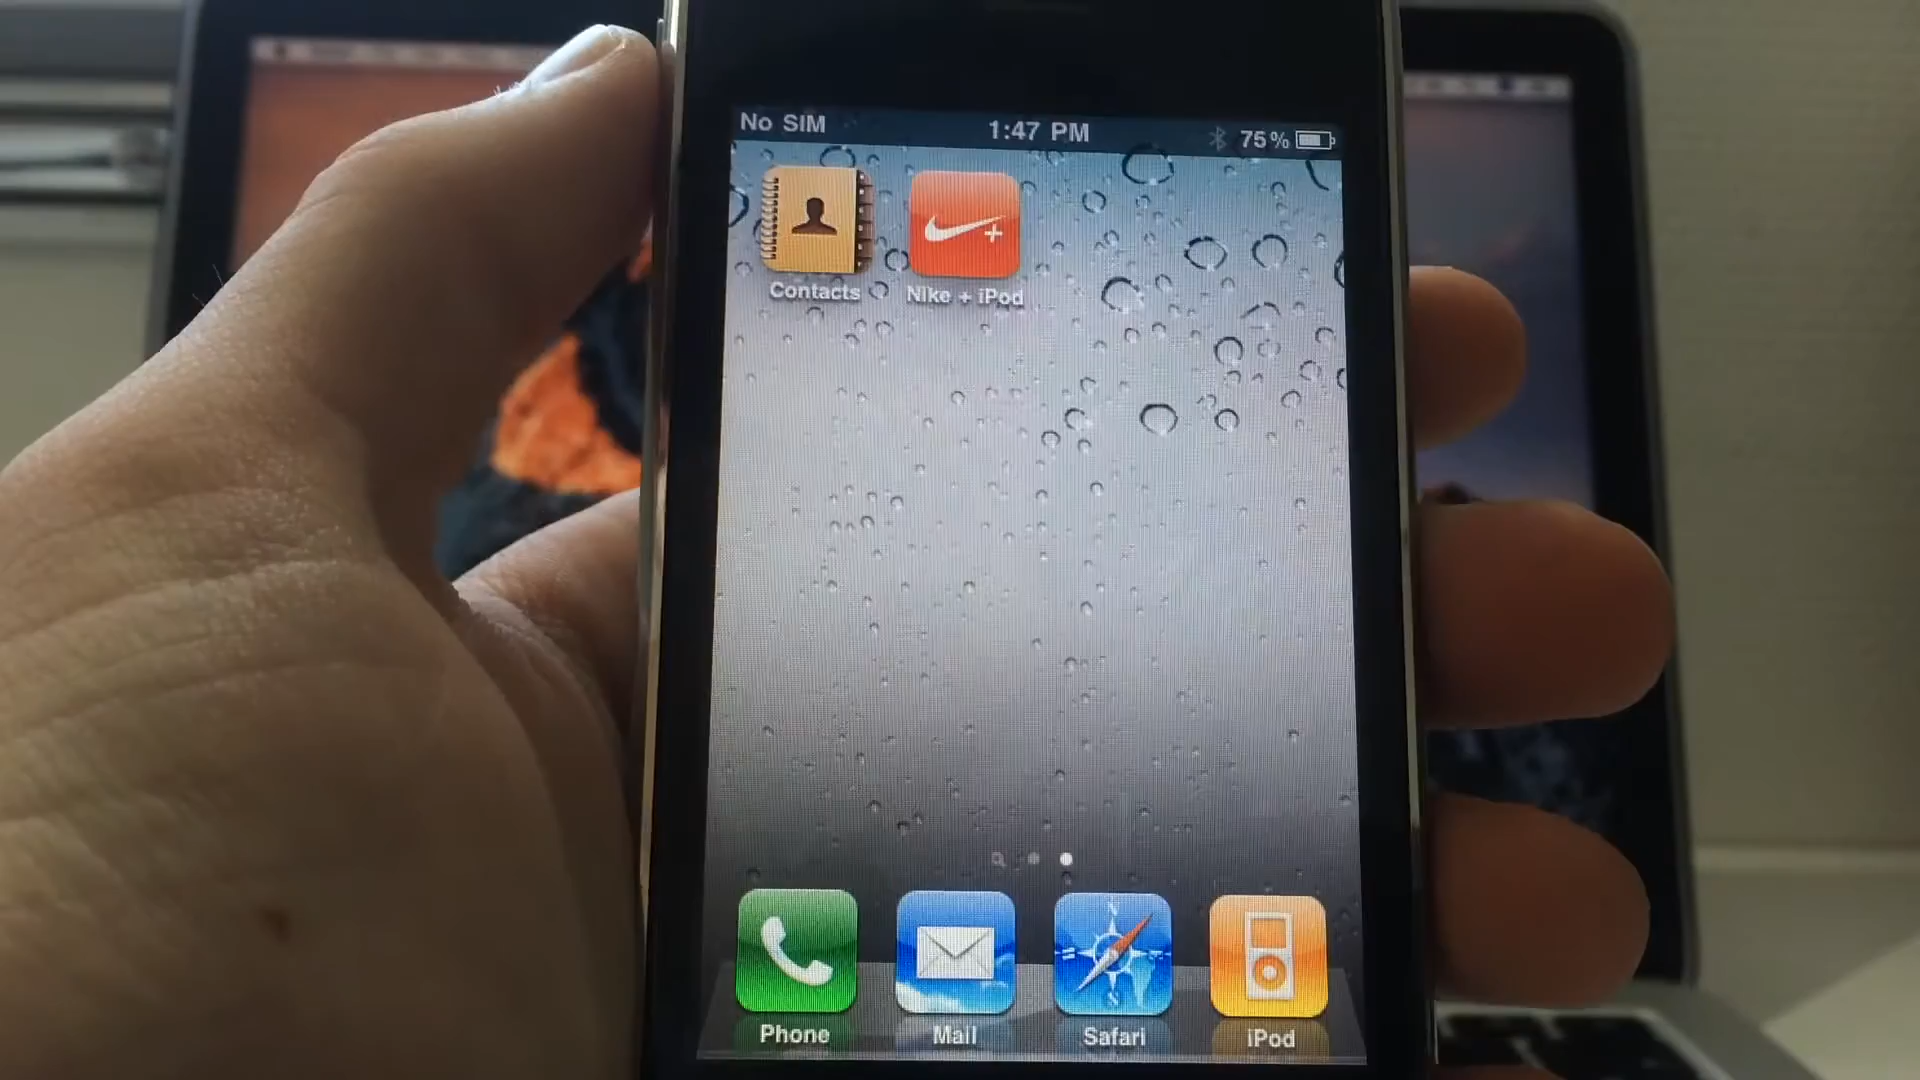 No SIM 1:47 PM 75%
Contacts Nike + iPod
Phone Mail Safari iPod